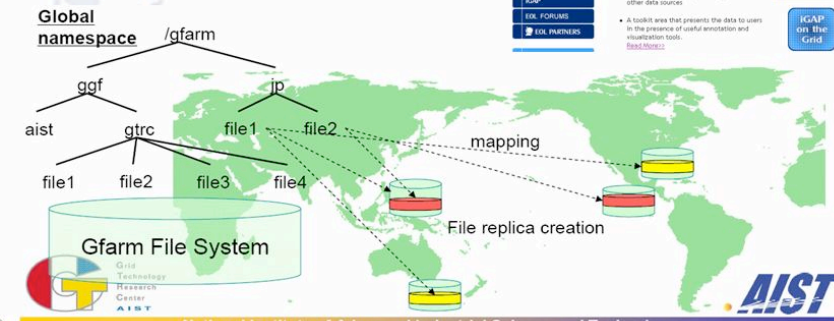 Global
namespace
/gfarm
ggf
jp
aist
gtrc
file1
file2
file1
file2
file3
file4
mapping
File replica creation
Gfarm File System
Grid
Technology
Research
Center
AIST
AIST
EOL FORUMS
EOL PARTNERS
other data sources
• A toolkit area that presents the data to users
in the presence of useful annotation and
visualization tools.
Read More>>
iGAP
on the
Grid